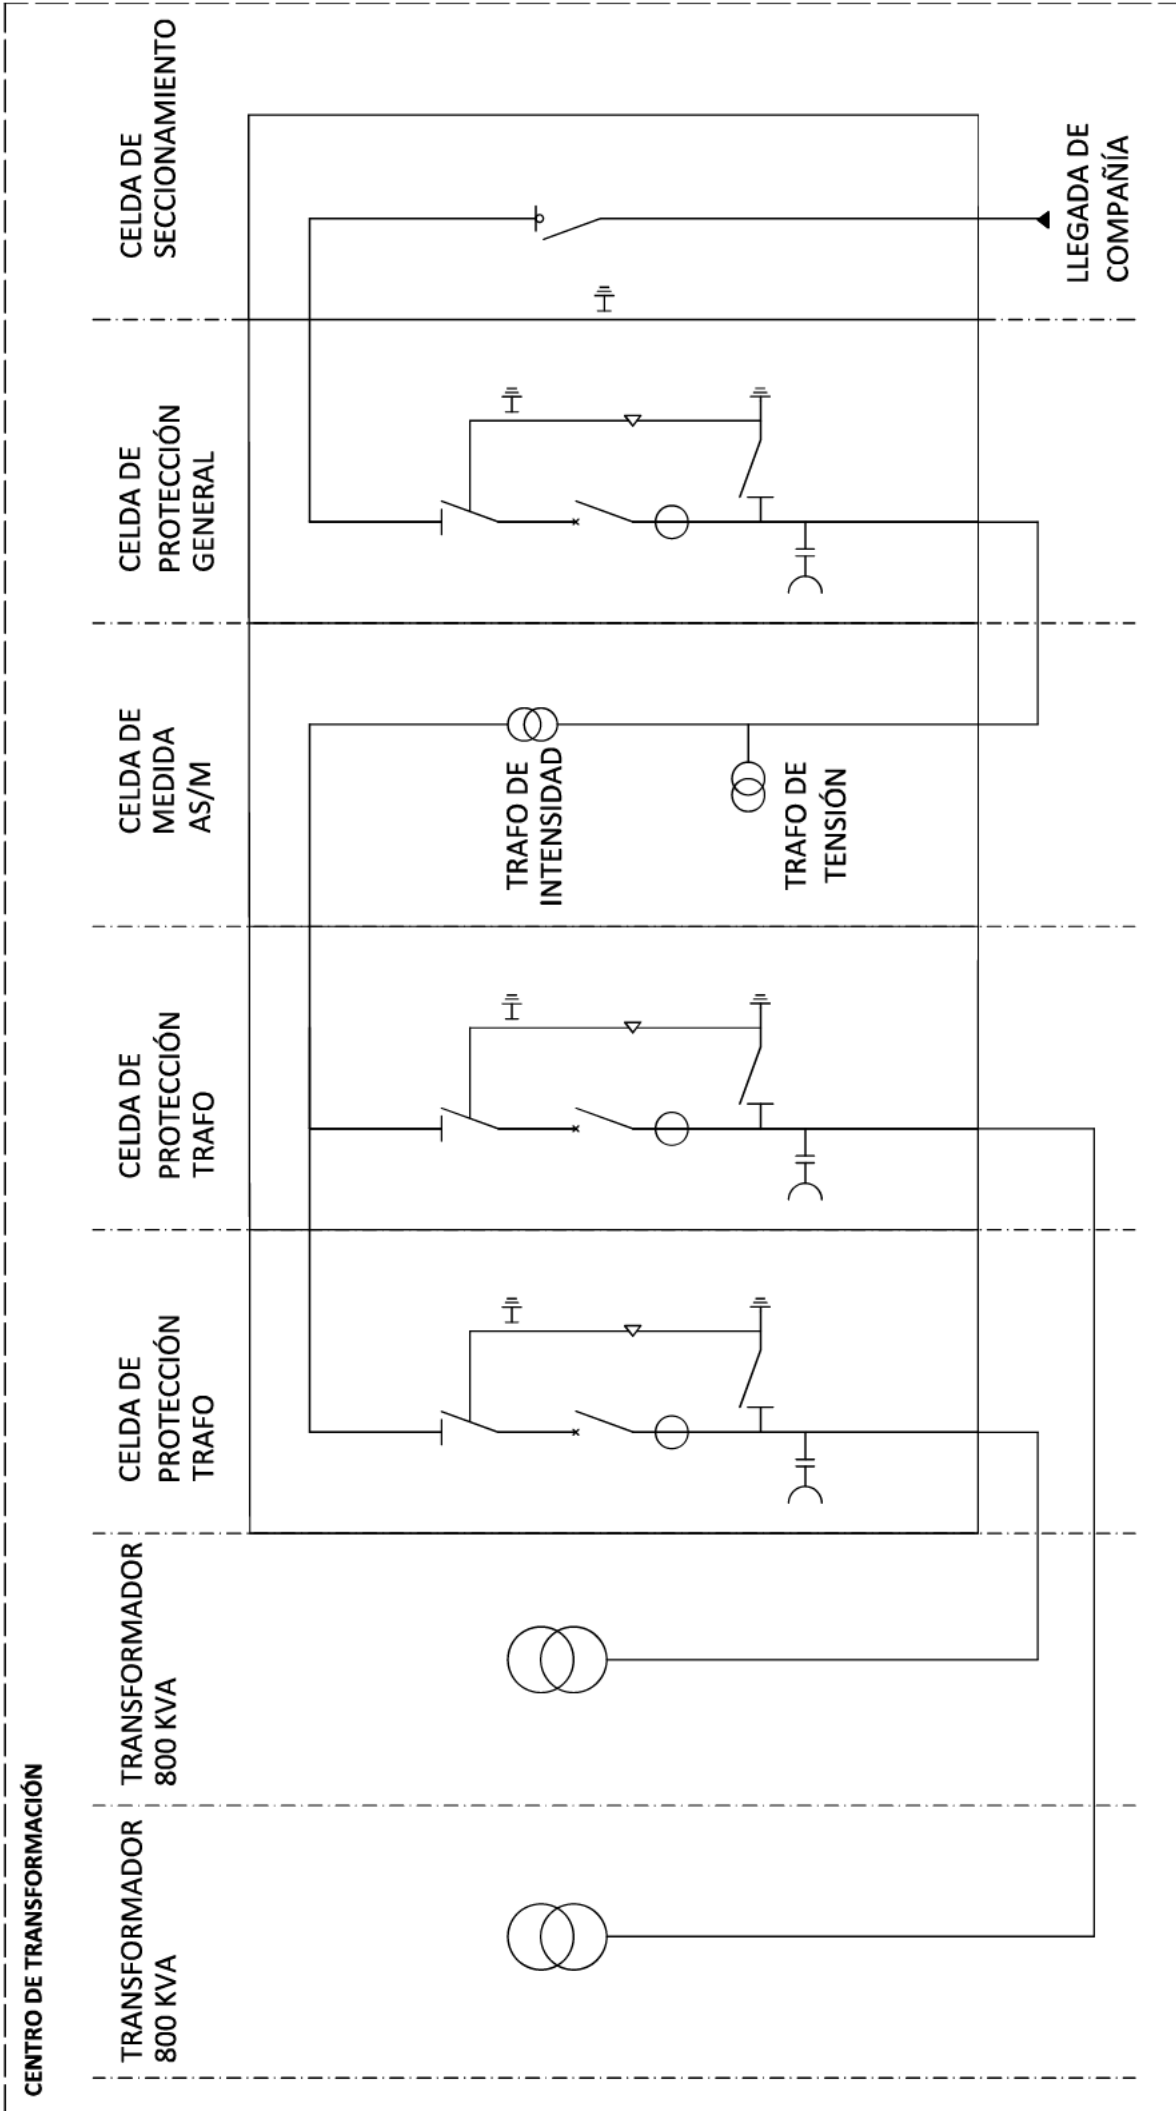 CENTRO DE TRANSFORMACIÓN
TRANSFORMADOR
800 KVA
TRANSFORMADOR
800 KVA
CELDA DE
PROTECCIÓN
TRAFO
CELDA DE
PROTECCIÓN
TRAFO
CELDA DE
MEDIDA
AS/M
CELDA DE
PROTECCIÓN
GENERAL
CELDA DE
SECCIONAMIENTO
TRAFO DE
INTENSIDAD
TRAFO DE
TENSIÓN
LLEGADA DE
COMPAÑÍA